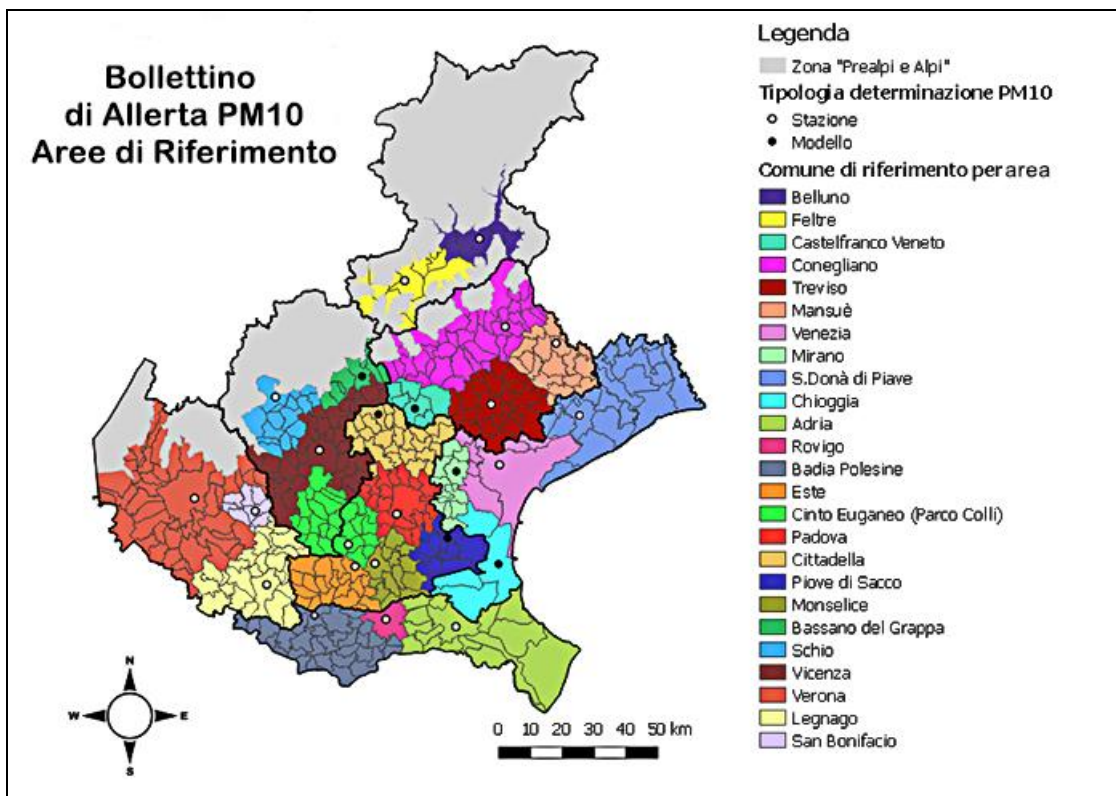 Bollettino
di Allerta PM10
Aree di Riferimento
Legenda
Zona "Prealpi e Alpi"
Tipologia determinazione PM10
Stazione
Modello
Comune di riferimento per area
Belluno
Feltre
Castelfranco Veneto
Conegliano
Treviso
Mansuè
Venezia
Mirano
S.Donà di Piave
Chioggia
Adria
Rovigo
Badia Polesine
Este
Cinto Euganeo (Parco Colli)
Padova
Cittadella
Piove di Sacco
Monselice
Bassano del Grappa
Schio
Vicenza
Verona
Legnago
San Bonifacio
N
W E
S
0 10 20 30 40 50 km